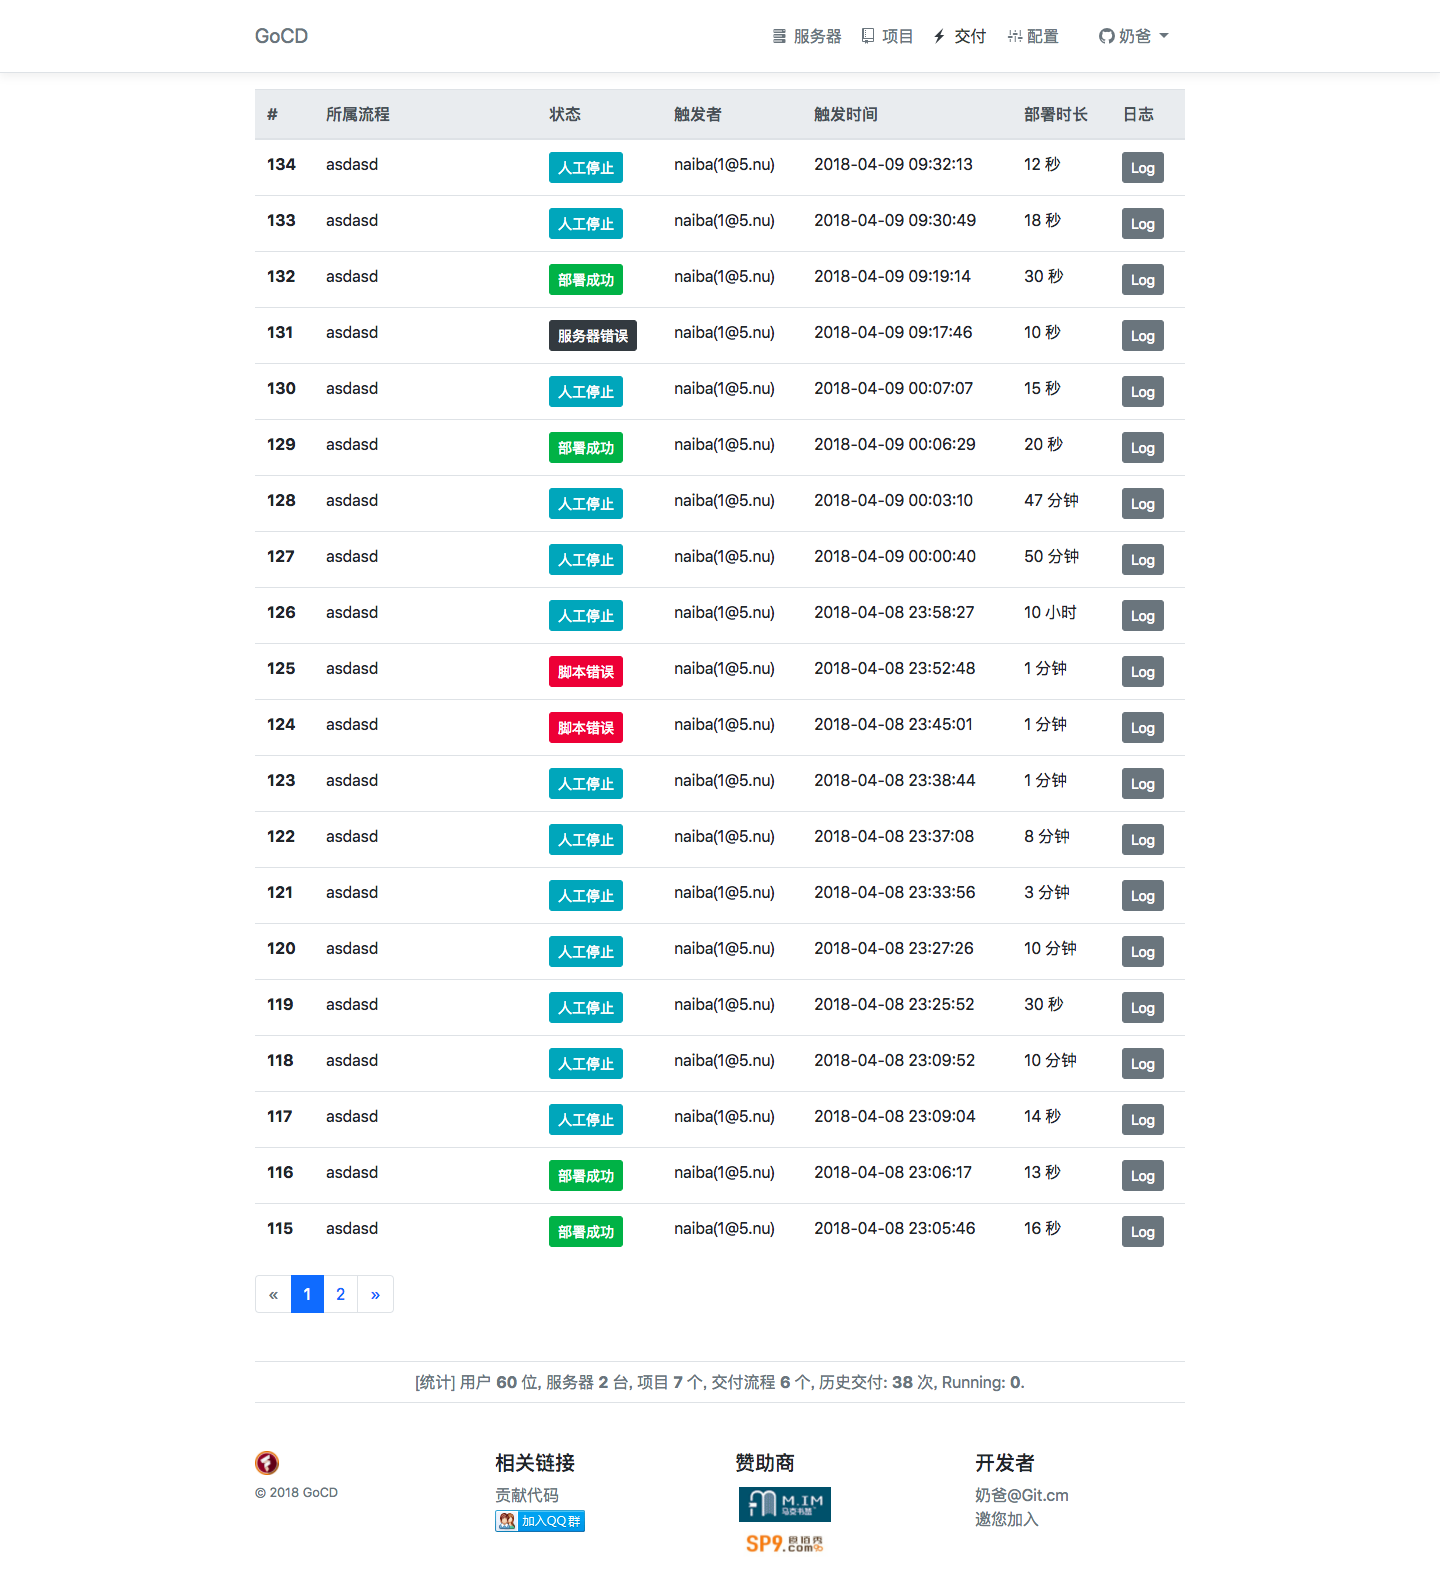 GoCD 服务器 项目 交付 配置 奶爸
# 所属流程 状态 触发者 触发时间 部署时长 日志
134 asdasd 人工停止 naiba(1@5.nu) 2018-04-09 09:32:13 12 秒 Log
133 asdasd 人工停止 naiba(1@5.nu) 2018-04-09 09:30:49 18 秒 Log
132 asdasd 部署成功 naiba(1@5.nu) 2018-04-09 09:19:14 30 秒 Log
131 asdasd 服务器错误 naiba(1@5.nu) 2018-04-09 09:17:46 10 秒 Log
130 asdasd 人工停止 naiba(1@5.nu) 2018-04-09 00:07:07 15 秒 Log
129 asdasd 部署成功 naiba(1@5.nu) 2018-04-09 00:06:29 20 秒 Log
128 asdasd 人工停止 naiba(1@5.nu) 2018-04-09 00:03:10 47 分钟 Log
127 asdasd 人工停止 naiba(1@5.nu) 2018-04-09 00:00:40 50 分钟 Log
126 asdasd 人工停止 naiba(1@5.nu) 2018-04-08 23:58:27 10 小时 Log
125 asdasd 脚本错误 naiba(1@5.nu) 2018-04-08 23:52:48 1 分钟 Log
124 asdasd 脚本错误 naiba(1@5.nu) 2018-04-08 23:45:01 1 分钟 Log
123 asdasd 人工停止 naiba(1@5.nu) 2018-04-08 23:38:44 1 分钟 Log
122 asdasd 人工停止 naiba(1@5.nu) 2018-04-08 23:37:08 8 分钟 Log
121 asdasd 人工停止 naiba(1@5.nu) 2018-04-08 23:33:56 3 分钟 Log
120 asdasd 人工停止 naiba(1@5.nu) 2018-04-08 23:27:26 10 分钟 Log
119 asdasd 人工停止 naiba(1@5.nu) 2018-04-08 23:25:52 30 秒 Log
118 asdasd 人工停止 naiba(1@5.nu) 2018-04-08 23:09:52 10 分钟 Log
117 asdasd 人工停止 naiba(1@5.nu) 2018-04-08 23:09:04 14 秒 Log
116 asdasd 部署成功 naiba(1@5.nu) 2018-04-08 23:06:17 13 秒 Log
115 asdasd 部署成功 naiba(1@5.nu) 2018-04-08 23:05:46 16 秒 Log
« 1 2 »
[统计] 用户 60 位, 服务器 2 台, 项目 7 个, 交付流程 6 个, 历史交付: 38 次, Running: 0.
© 2018 GoCD
相关链接
贡献代码
加入QQ群
赞助商
M.IM
SP9.com
开发者
奶爸@Git.cm
邀您加入